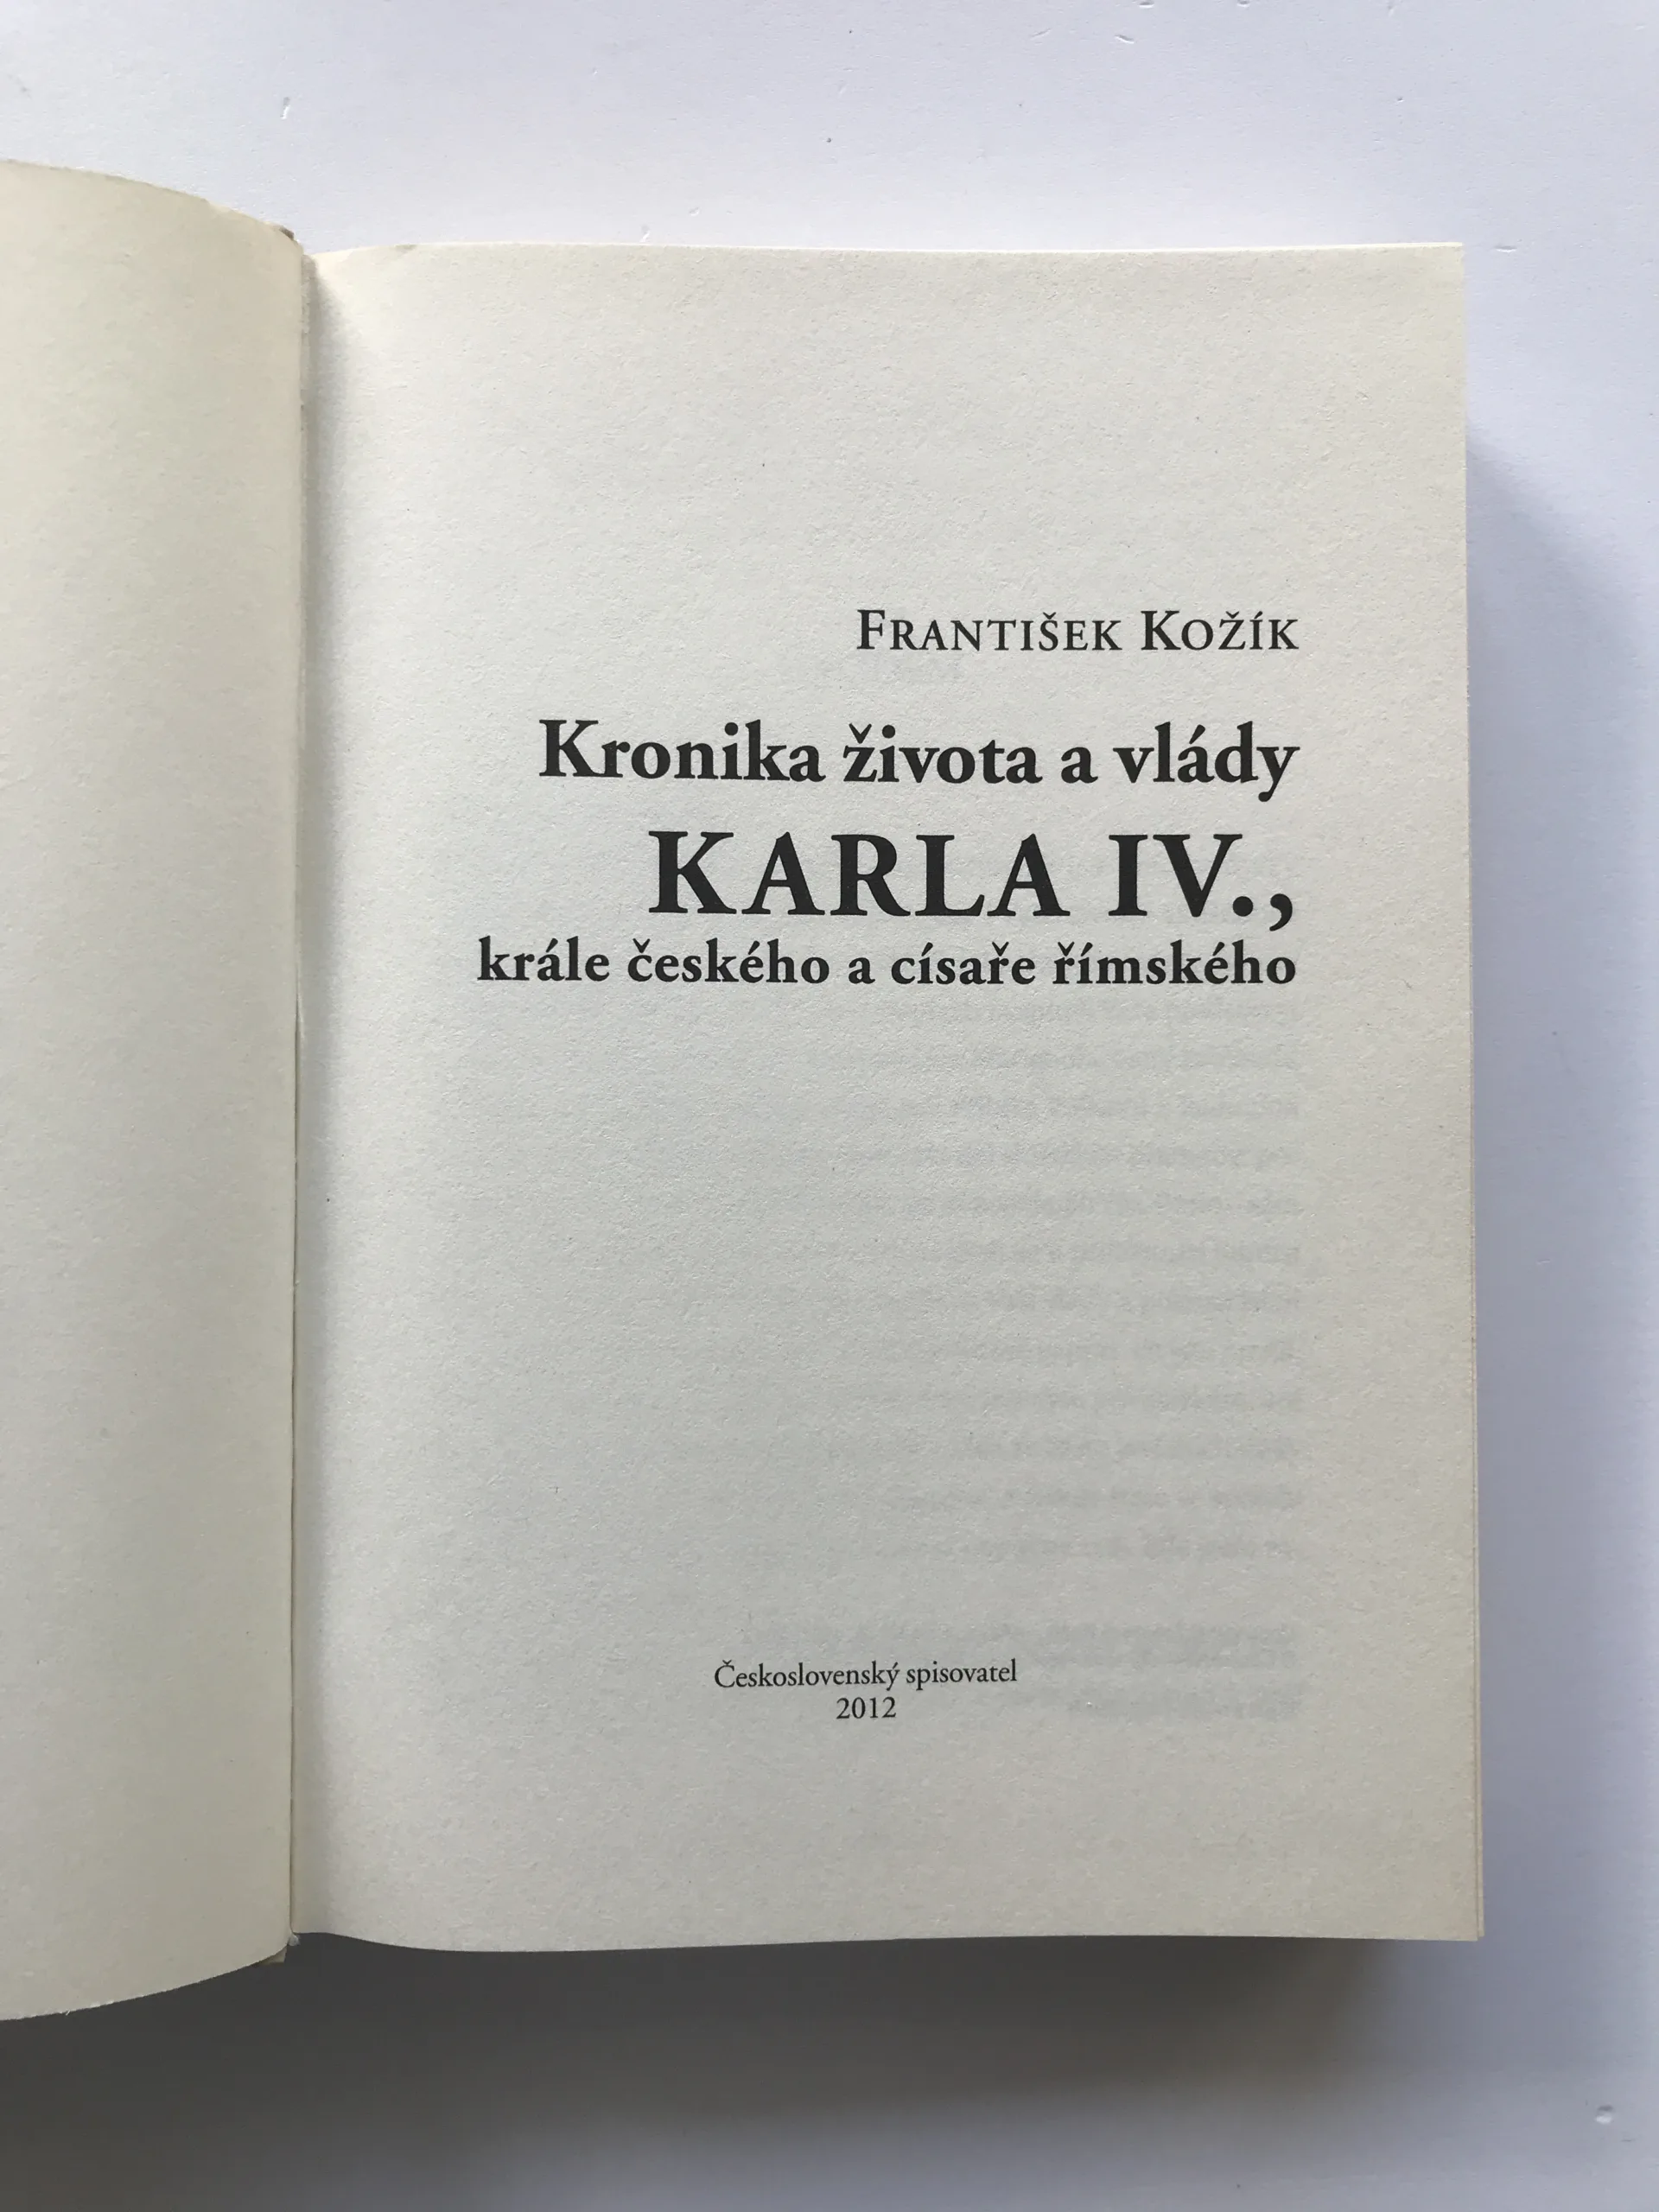 František Kožík
Kronika života a vlády
KARLA IV.,
krále českého a císaře římského
Československý spisovatel
2012